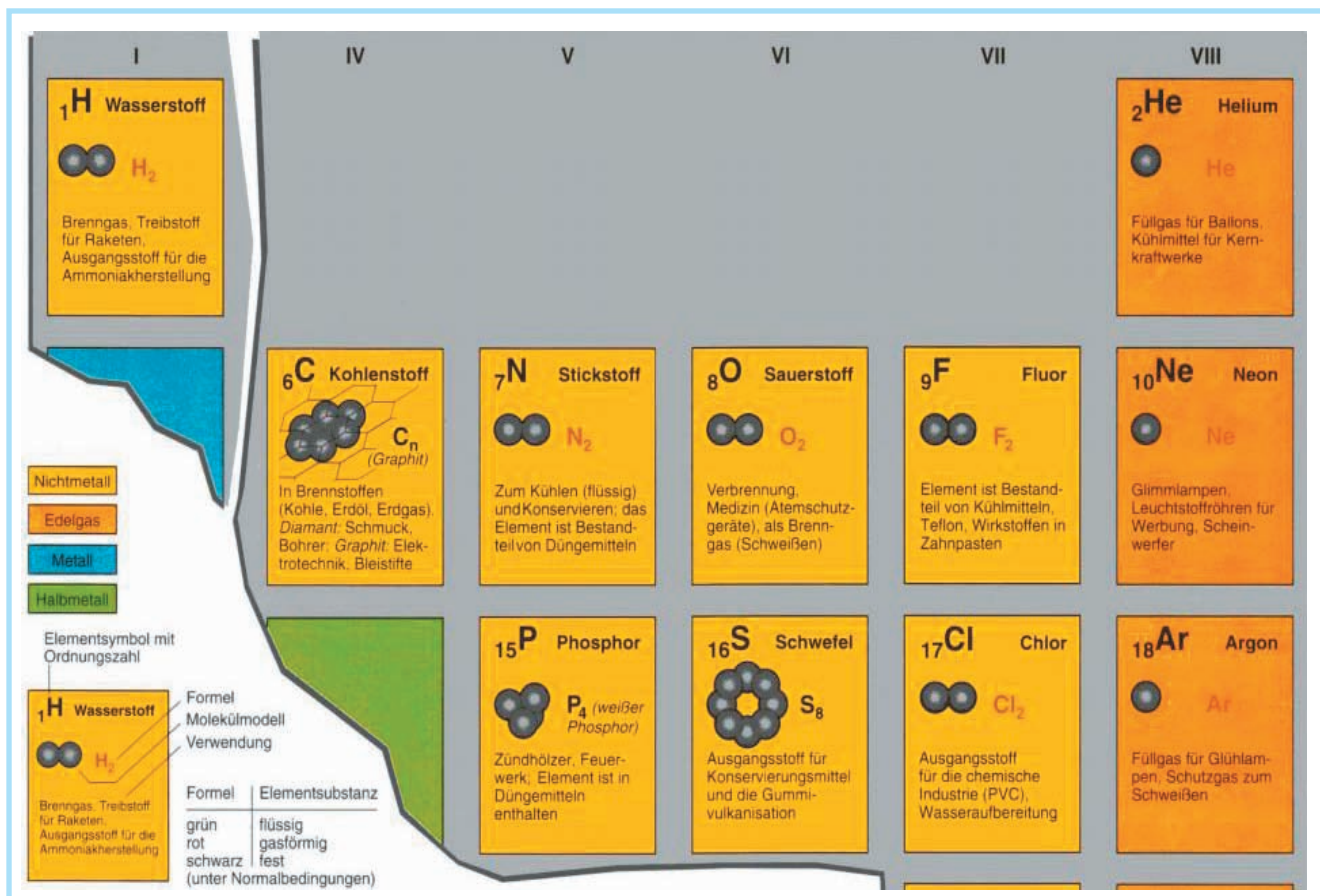 I
IV
V
VI
VII
VIII
1H Wasserstoff
H2
Brenngas, Treibstoff
für Raketen,
Ausgangsstoff für die
Ammoniakherstellung
2He Helium
He
Füllgas für Ballons,
Kühlmittel für Kern-
kraftwerke
6C Kohlenstoff
Cn
(Graphit)
In Brennstoffen
(Kohle, Erdöl, Erdgas).
Diamant: Schmuck,
Bohrer; Graphit: Elek-
trotechnik, Bleistifte
7N Stickstoff
N2
Zum Kühlen (flüssig)
und Konservieren; das
Element ist Bestand-
teil von Düngemitteln
8O Sauerstoff
O2
Verbrennung,
Medizin (Atemschutz-
geräte), als Brenn-
gas (Schweißen)
9F Fluor
F2
Element ist Bestand-
teil von Kühlmitteln,
Teflon, Wirkstoffen in
Zahnpasten
10Ne Neon
Ne
Glimmlampen,
Leuchtstoffröhren für
Werbung, Schein-
werfer
15P Phosphor
P4 (weißer
Phosphor)
Zündhölzer, Feuer-
werk; Element ist in
Düngemitteln
enthalten
16S Schwefel
S8
Ausgangsstoff für
Konservierungsmittel
und die Gummi-
vulkanisation
17Cl Chlor
Cl2
Ausgangsstoff
für die chemische
Industrie (PVC),
Wasseraufbereitung
18Ar Argon
Ar
Füllgas für Glühlam-
pen, Schutzgas zum
Schweißen
Nichtmetall
Edelgas
Metall
Halbmetall
Elementsymbol mit
Ordnungszahl
1H Wasserstoff
H2
Brenngas, Treibstoff
für Raketen,
Ausgangsstoff für die
Ammoniakherstellung
Formel
Molekülmodell
Verwendung
Formel Elementsubstanz
grün flüssig
rot gasförmig
schwarz fest
(unter Normalbedingungen)